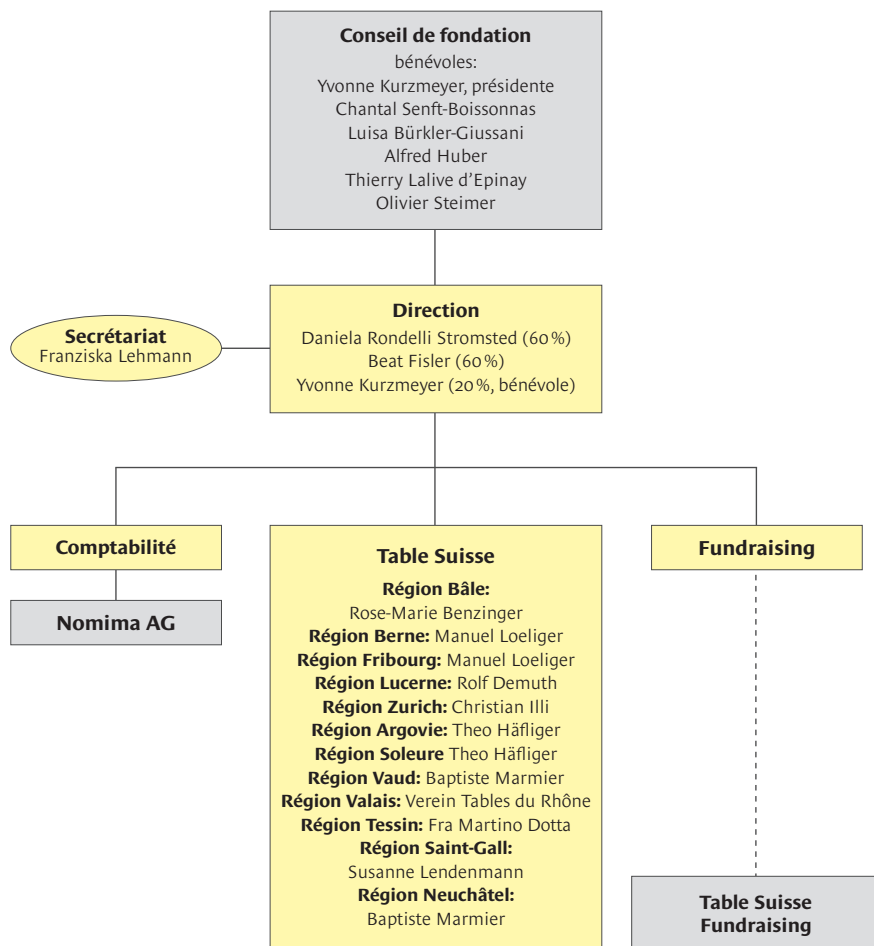 Conseil de fondation
bénévoles:
Yvonne Kurzmeyer, présidente
Chantal Senft-Boissonnas
Luisa Bürkler-Giussani
Alfred Huber
Thierry Lalive d’Epinay
Olivier Steimer
Direction
Daniela Rondelli Stromsted (60 %)
Beat Fisler (60 %)
Yvonne Kurzmeyer (20 %, bénévole)
Secrétariat
Franziska Lehmann
Comptabilité
Nomima AG
Table Suisse
Région Bâle:
Rose-Marie Benzinger
Région Berne: Manuel Loeliger
Région Fribourg: Manuel Loeliger
Région Lucerne: Rolf Demuth
Région Zurich: Christian Illi
Région Argovie: Theo Häfliger
Région Soleure Theo Häfliger
Région Vaud: Baptiste Marmier
Région Valais: Verein Tables du Rhône
Région Tessin: Fra Martino Dotta
Région Saint-Gall:
Susanne Lendenmann
Région Neuchâtel:
Baptiste Marmier
Fundraising
Table Suisse
Fundraising